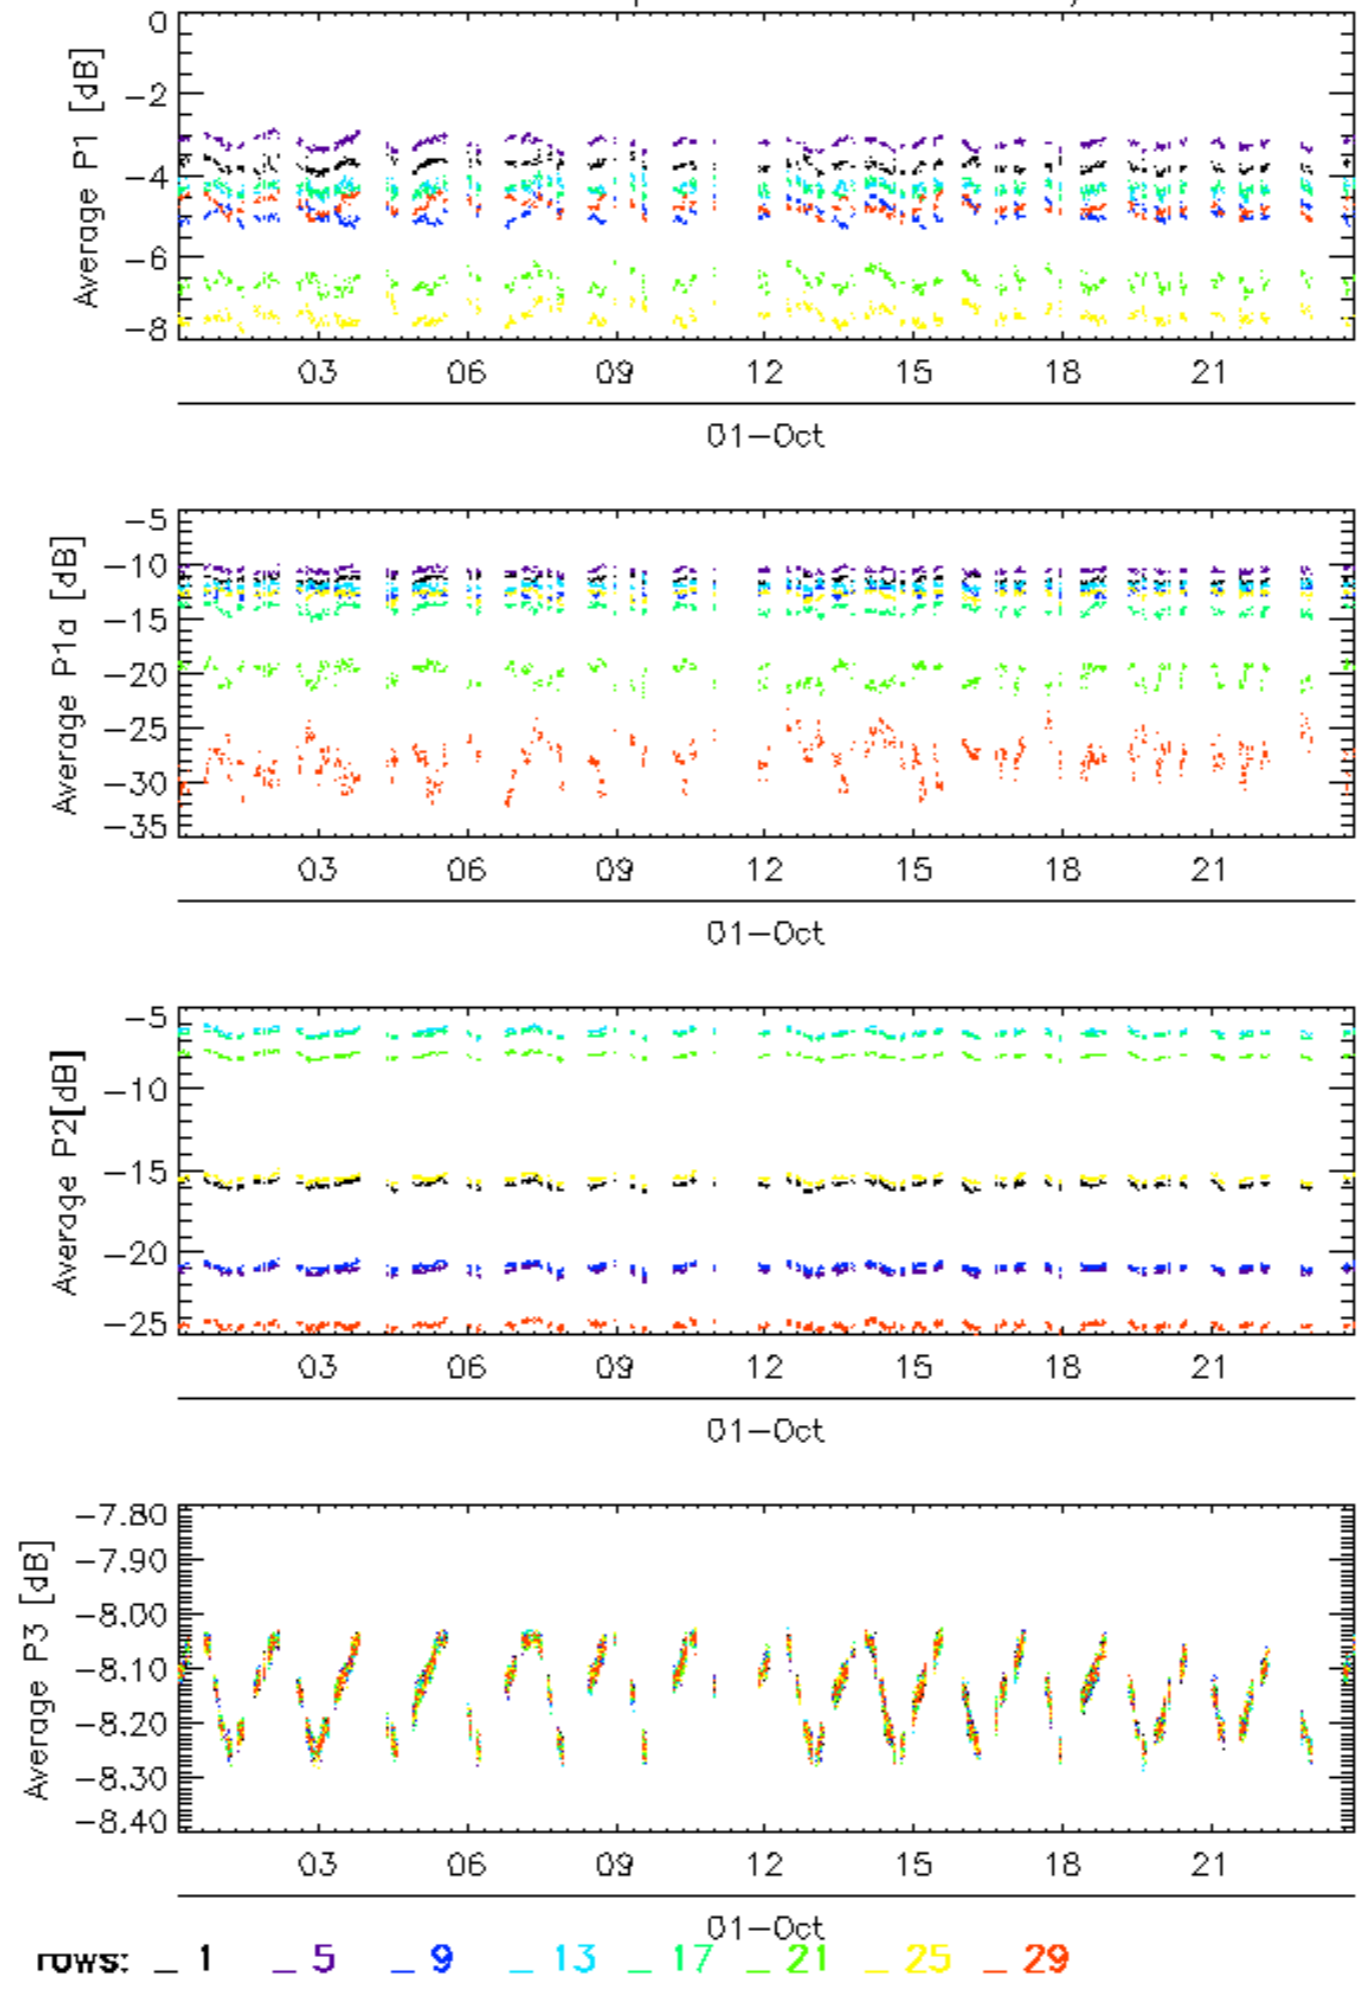 0
-2
-4
-6
-8
Average P1 [dB]
03 06 09 12 15 18 21
01-Oct
-5
-10
-15
-20
-25
-30
-35
Average P1a [dB]
03 06 09 12 15 18 21
01-Oct
-5
-10
-15
-20
-25
Average P2[dB]
03 06 09 12 15 18 21
01-Oct
-7.80
-7.90
-8.00
-8.10
-8.20
-8.30
-8.40
Average P3 [dB]
03 06 09 12 15 18 21
01-Oct
rows: _ 1 _ 5 _ 9 _ 13 _ 17 _ 21 _ 25 _ 29